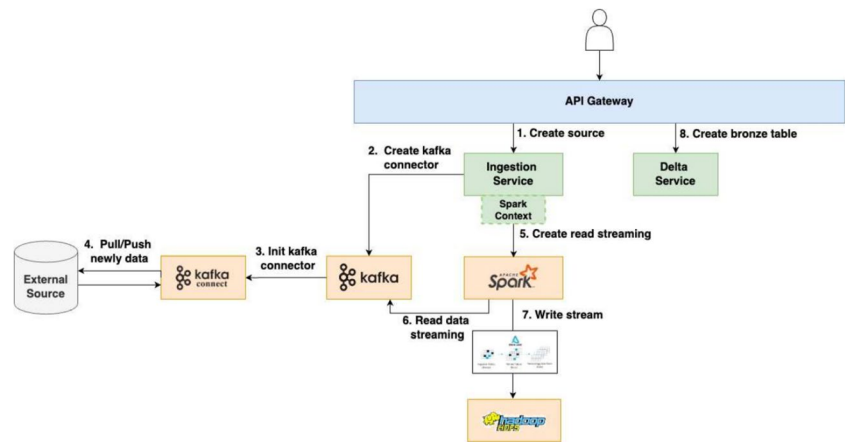 API Gateway
1. Create source
8. Create bronze table
2. Create kafka
connector
Ingestion
Service
Delta
Service
Spark
Context
5. Create read streaming
4. Pull/Push
newly data
3. Init kafka
connector
External
Source
kafka
connect
kafka
APACHE
Spark
6. Read data
streaming
7. Write stream
hadoop
HDFS